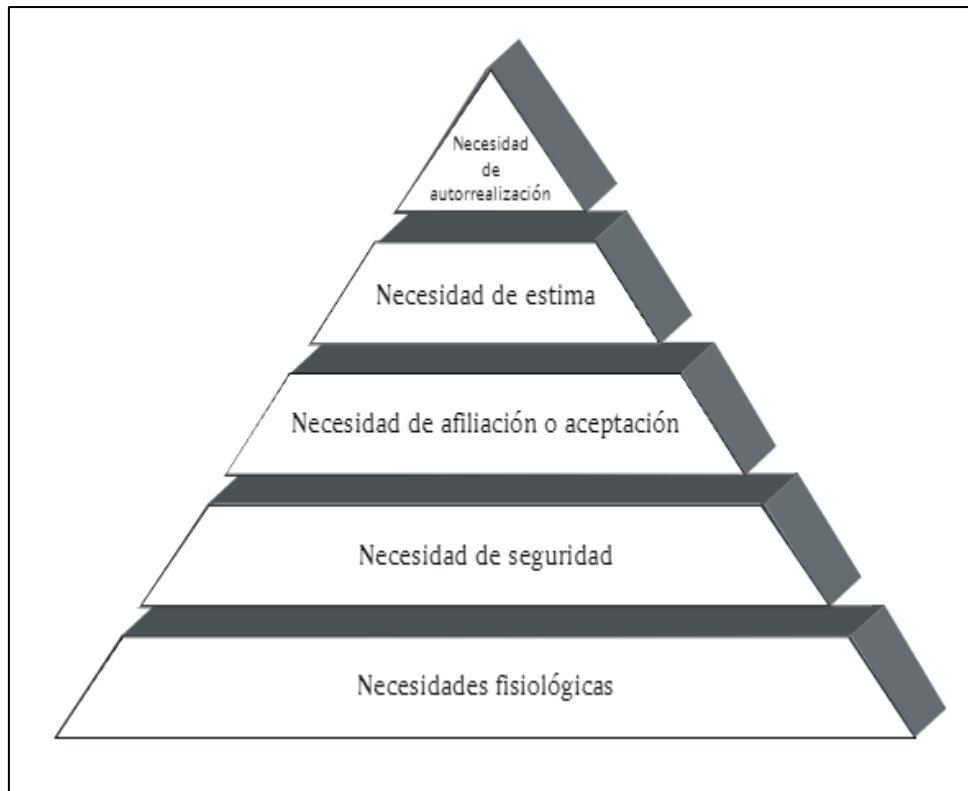 Necesidad
de
autorrealización
Necesidad de estima
Necesidad de afiliación o aceptación
Necesidad de seguridad
Necesidades fisiológicas